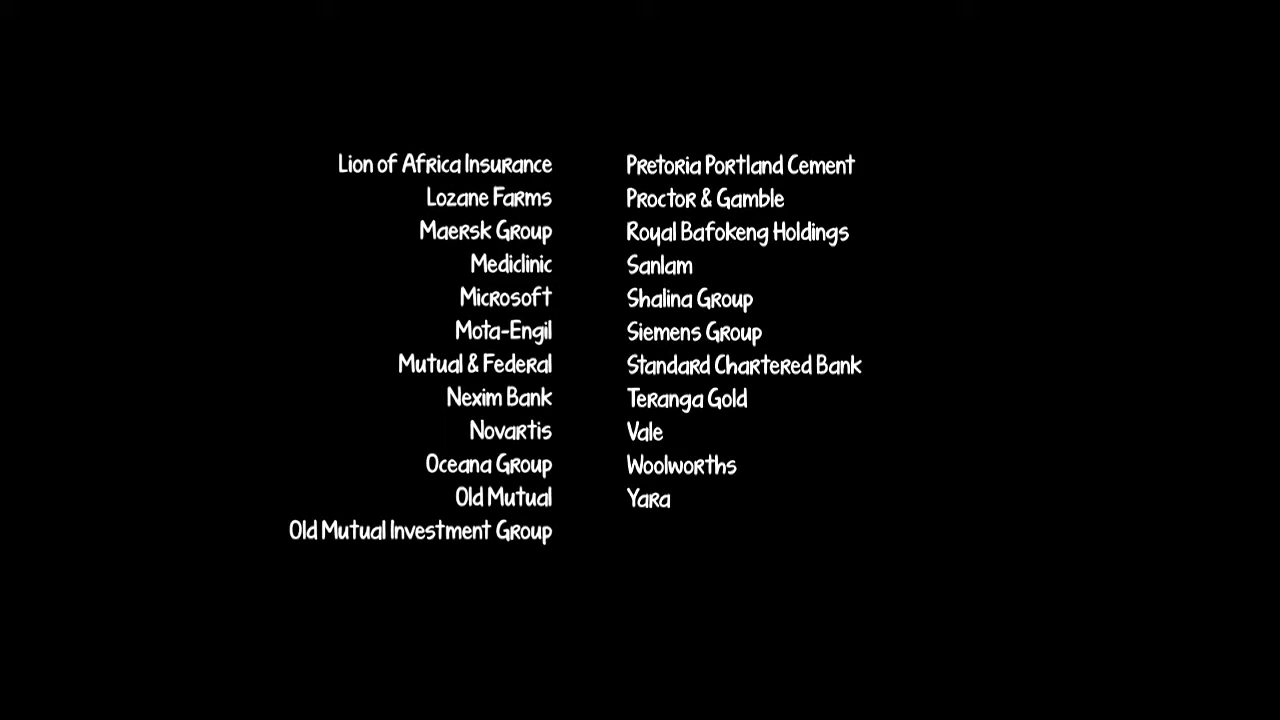 Lion of Africa Insurance
Lozane Farms
Maersk Group
Mediclinic
Microsoft
Mota-Engil
Mutual & Federal
Nexim Bank
Novartis
Oceana Group
Old Mutual
Old Mutual Investment Group
Pretoria Portland Cement
Proctor & Gamble
Royal Bafokeng Holdings
Sanlam
Shalina Group
Siemens Group
Standard Chartered Bank
Teranga Gold
Vale
Woolworths
Yara